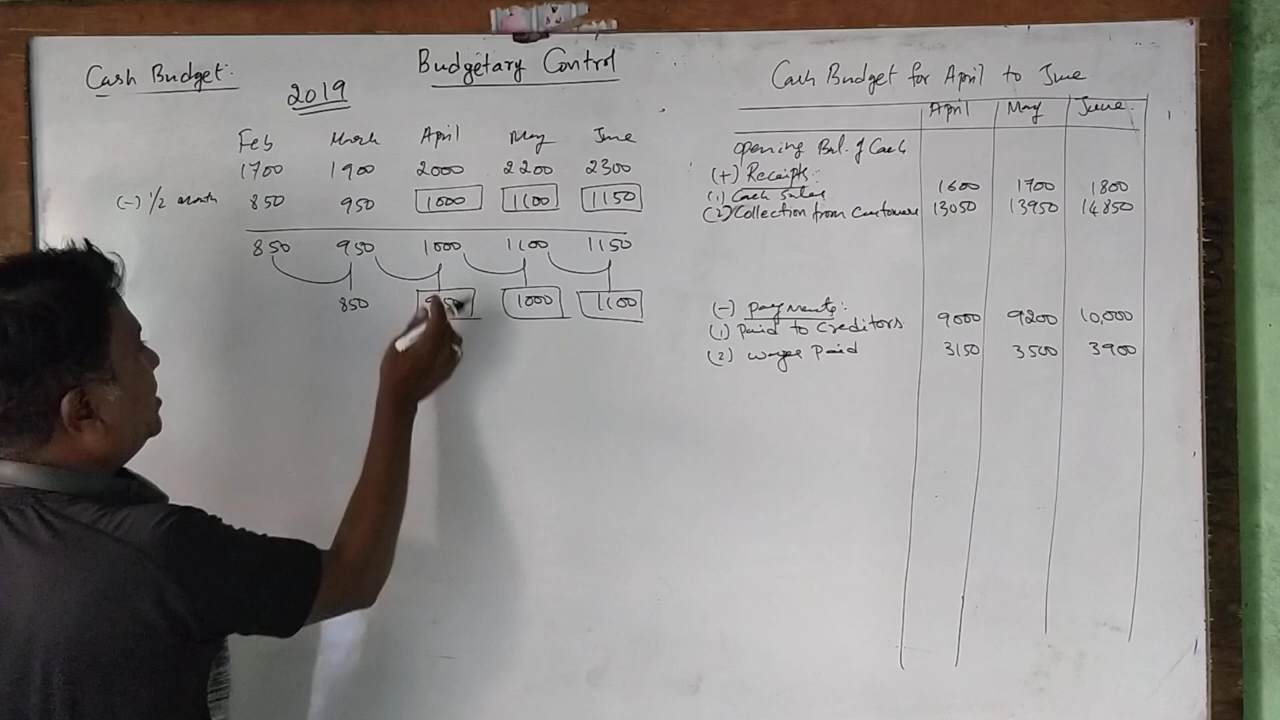 Cash Budget:
Budgetary Control
2019
Feb March April May June
1700 1900 2000 2200 2300
(-) 1/2 month 850 950 1000 1100 1150
850 950 1000 1100 1150
850 950 1000 1100
Cash Budget for April to June
April May June
opening Bal. of Cash
(+) Receipts:
(1) Cash sales 1600 1700 1800
(2) Collection from Customers 13050 13950 14850
(-) payments:
(1) Paid to Creditors 9000 9200 10,000
(2) wages Paid 3150 3500 3900